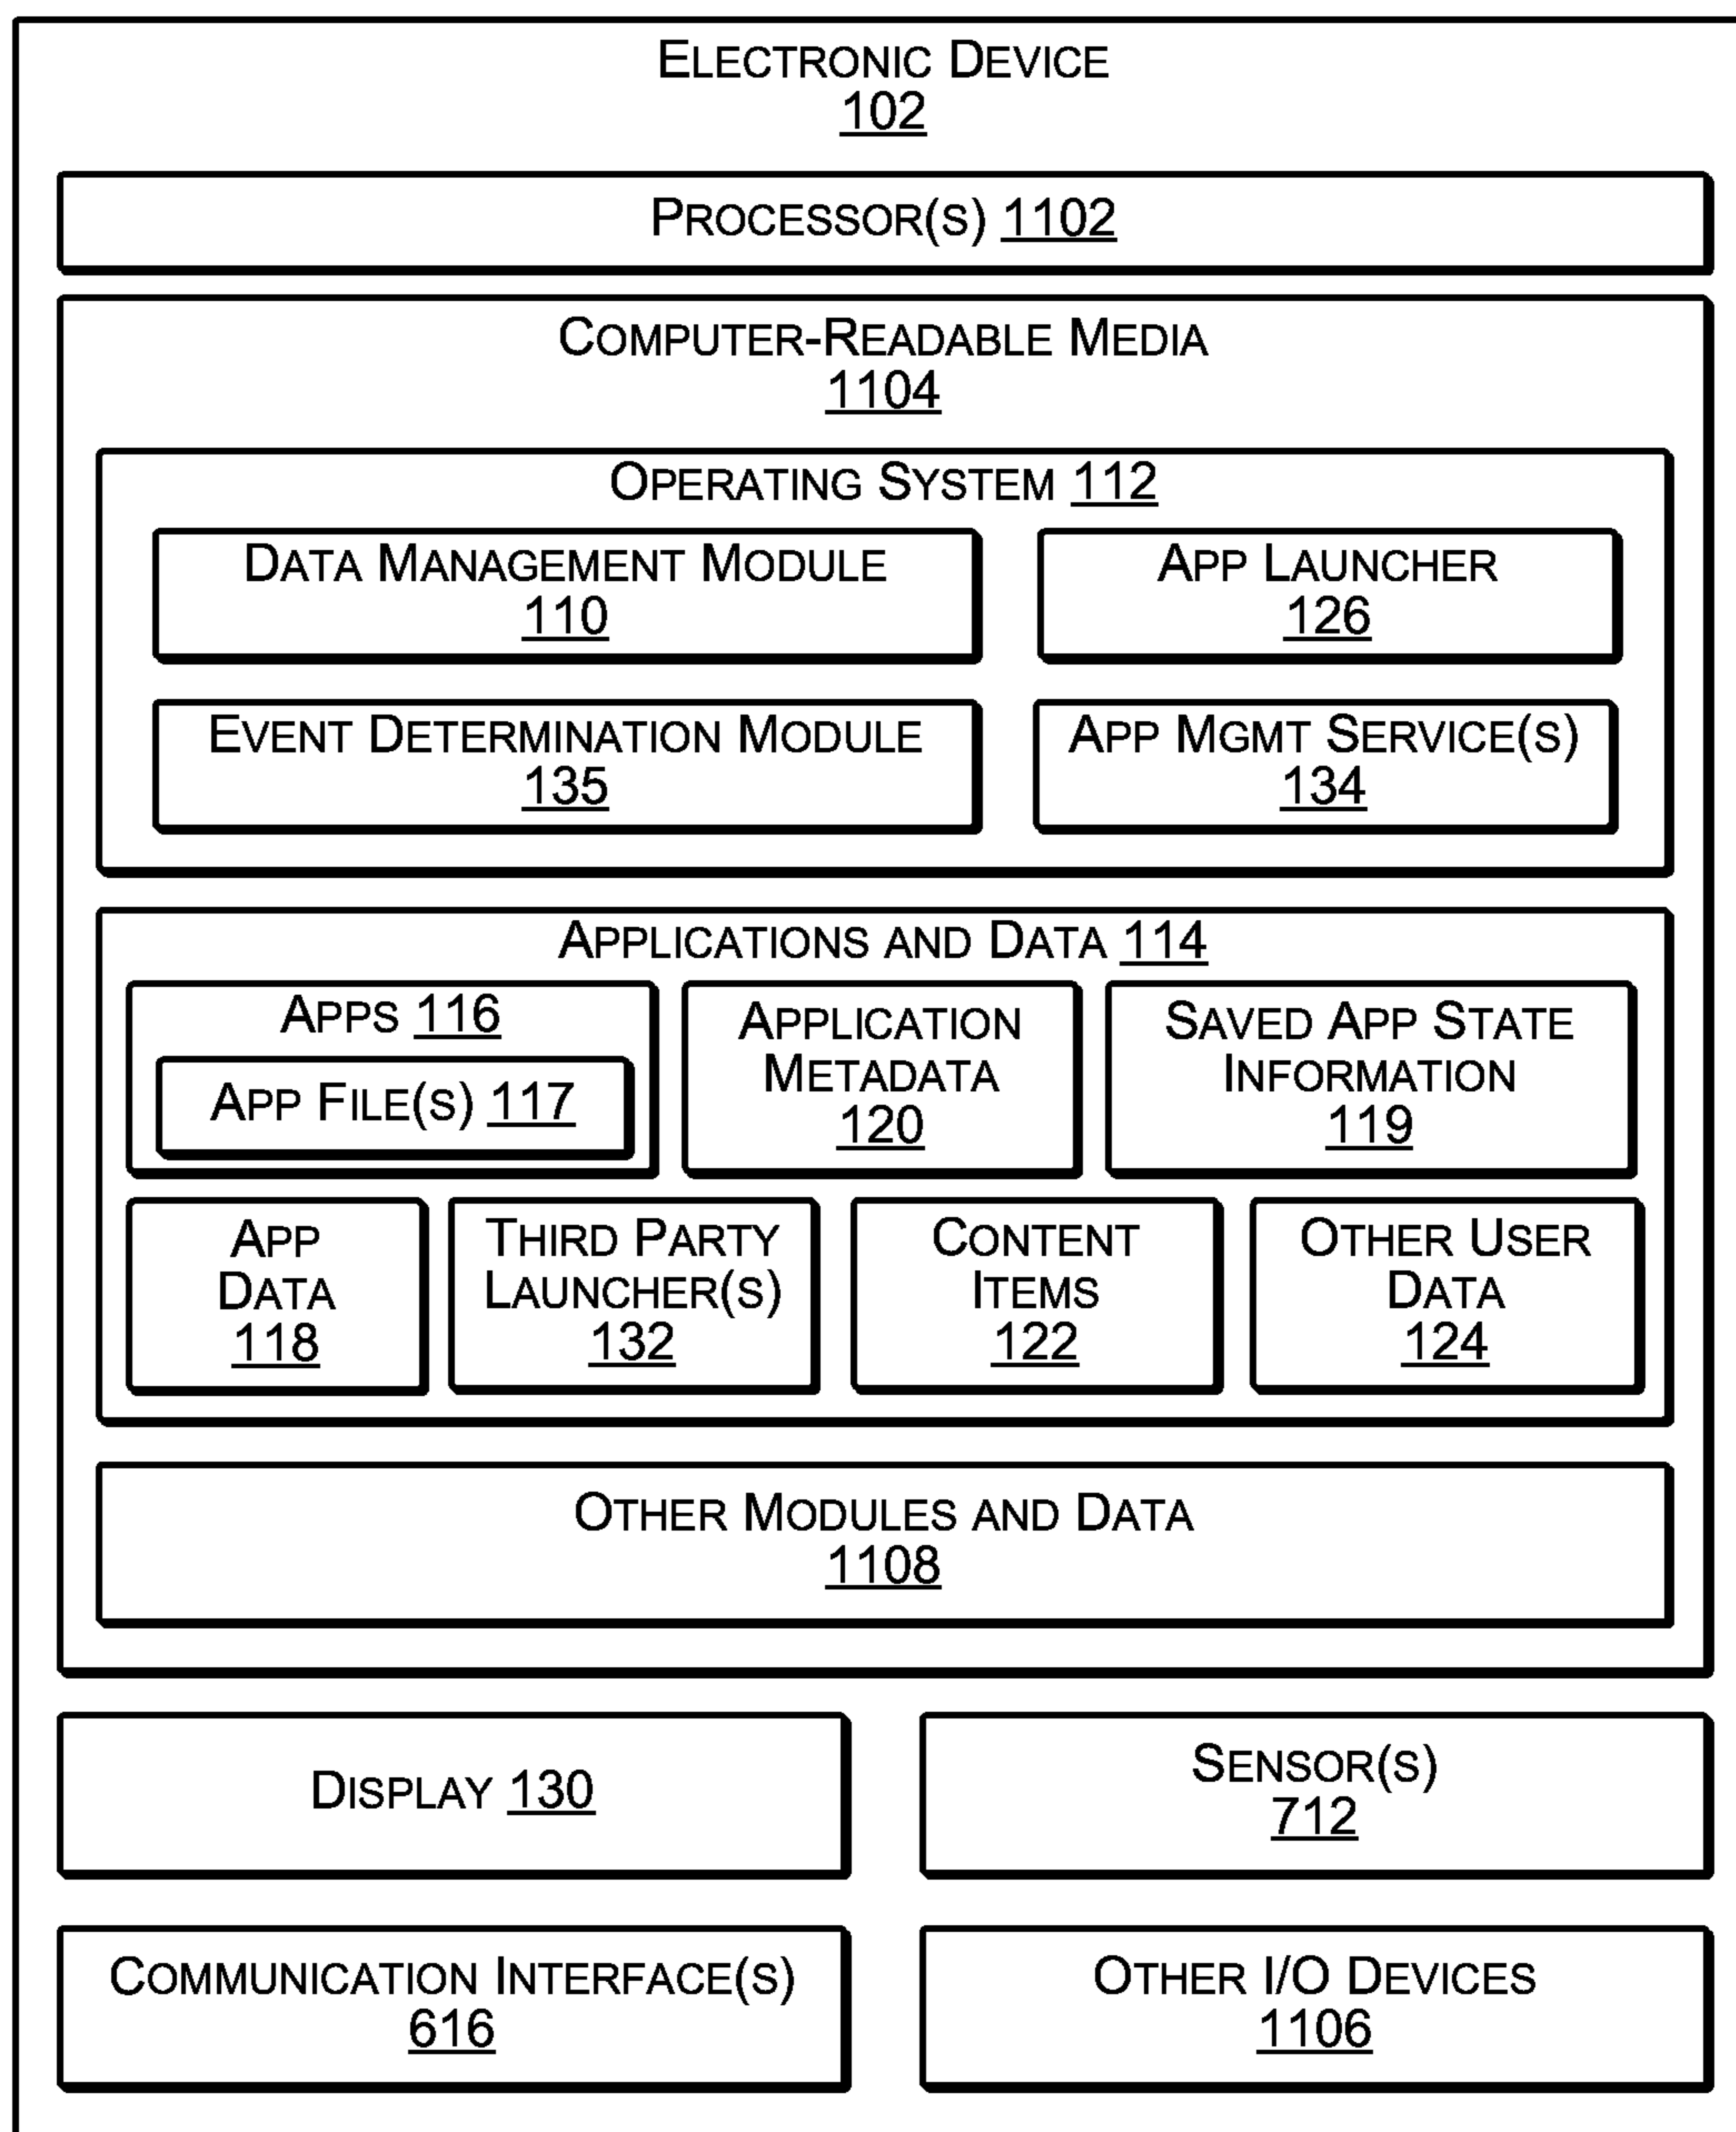 ELECTRONIC DEVICE
102
PROCESSOR(S) 1102
COMPUTER-READABLE MEDIA
1104
OPERATING SYSTEM 112
DATA MANAGEMENT MODULE
110
APP LAUNCHER
126
EVENT DETERMINATION MODULE
135
APP MGMT SERVICE(S)
134
APPLICATIONS AND DATA 114
APPS 116
APP FILE(S) 117
APPLICATION
METADATA
120
SAVED APP STATE
INFORMATION
119
APP
DATA
118
THIRD PARTY
LAUNCHER(S)
132
CONTENT
ITEMS
122
OTHER USER
DATA
124
OTHER MODULES AND DATA
1108
DISPLAY 130
SENSOR(S)
712
COMMUNICATION INTERFACE(S)
616
OTHER I/O DEVICES
1106